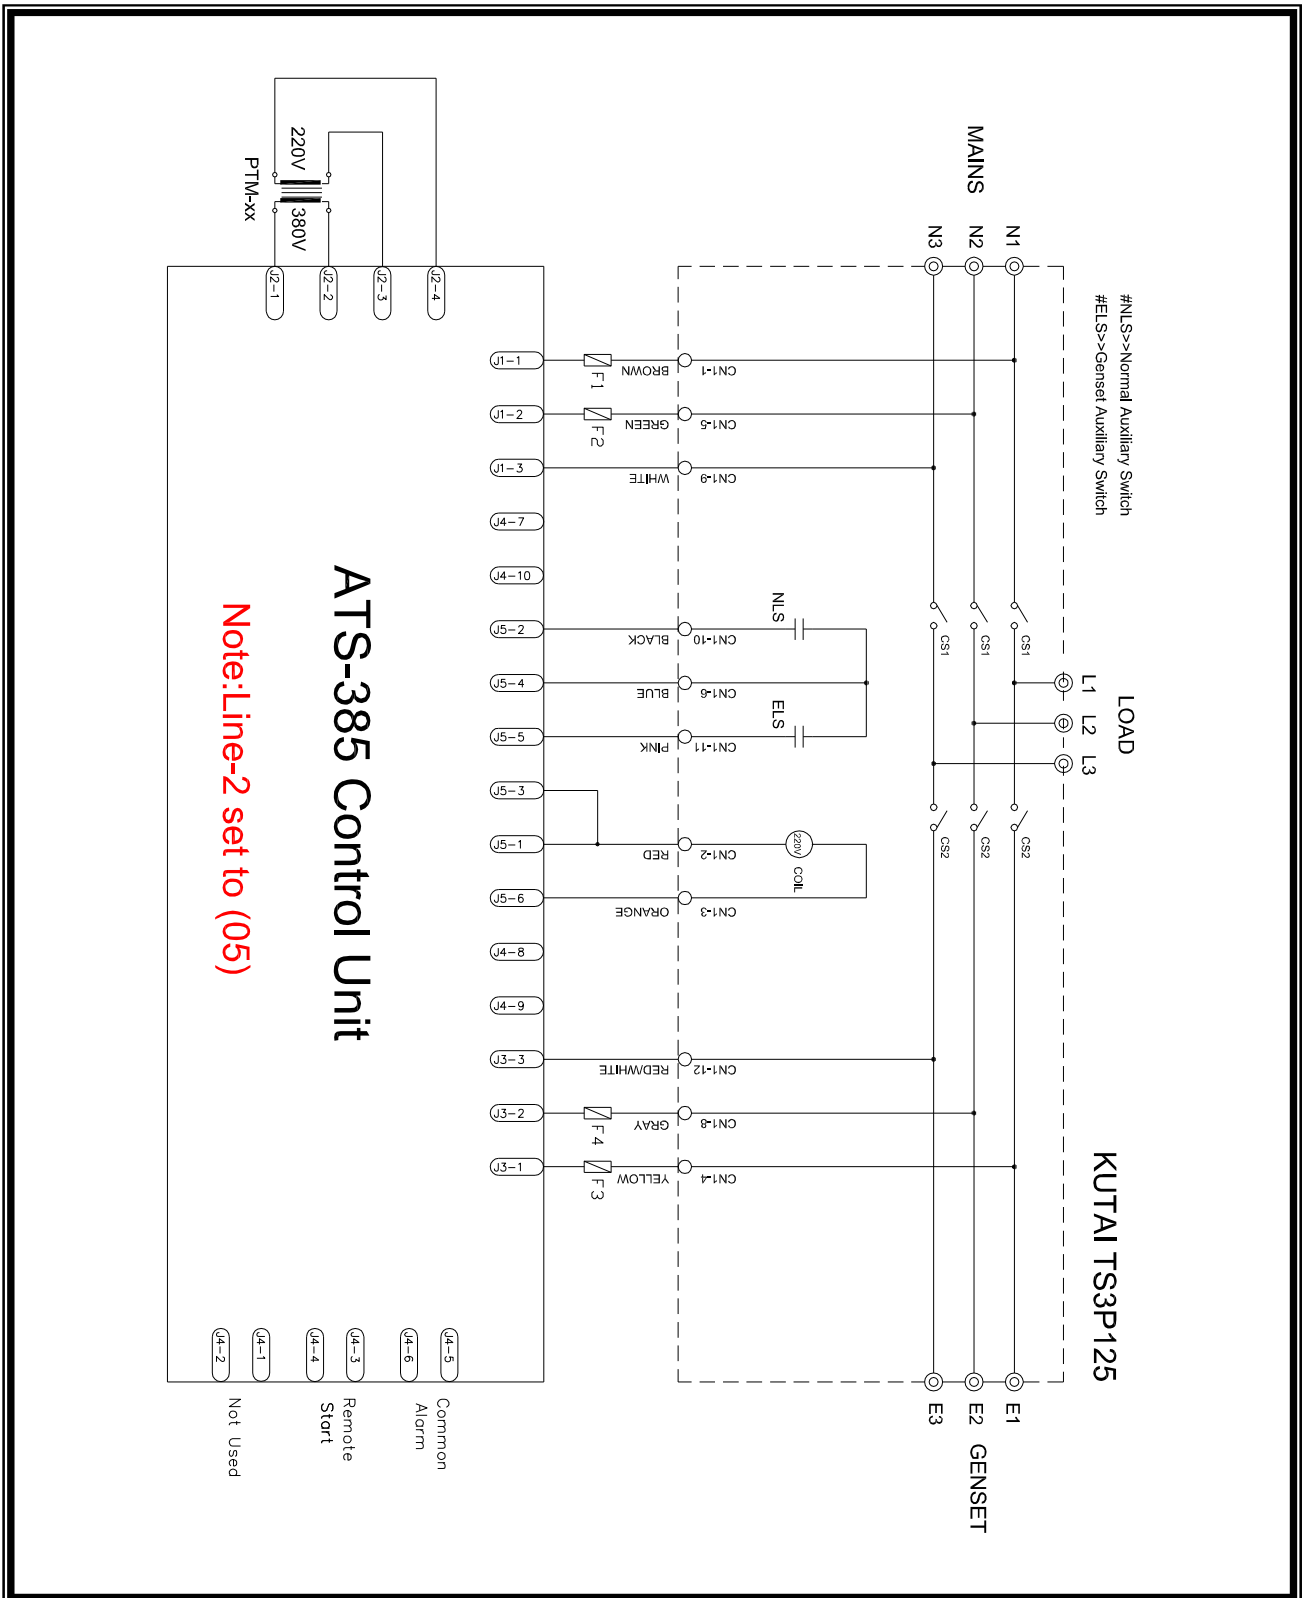 KUTAI TS3P125
#NLS>>Normal Auxiliary Switch
#ELS>>Genset Auxiliary Switch
LOAD
L1
L2
L3
MAINS
N1
N2
N3
CS1
CS1
CS1
CS2
CS2
CS2
E1
E2
E3
GENSET
NLS
ELS
220V
COIL
CN1-1
CN1-5
CN1-9
CN1-10
CN1-6
CN1-11
CN1-2
CN1-3
CN1-12
CN1-8
CN1-4
BROWN
GREEN
WHITE
BLACK
BLUE
PINK
RED
ORANGE
RED/WHITE
GRAY
YELLOW
F1
F2
F4
F3
J1-1
J1-2
J1-3
J4-7
J4-10
J5-2
J5-4
J5-5
J5-3
J5-1
J5-6
J4-8
J4-9
J3-3
J3-2
J3-1
J2-4
J2-3
J2-2
J2-1
220V
380V
PTM-xx
ATS-385 Control Unit
Note:Line-2 set to (05)
J4-5
J4-6
J4-3
J4-4
J4-1
J4-2
Common
Alarm
Remote
Start
Not Used